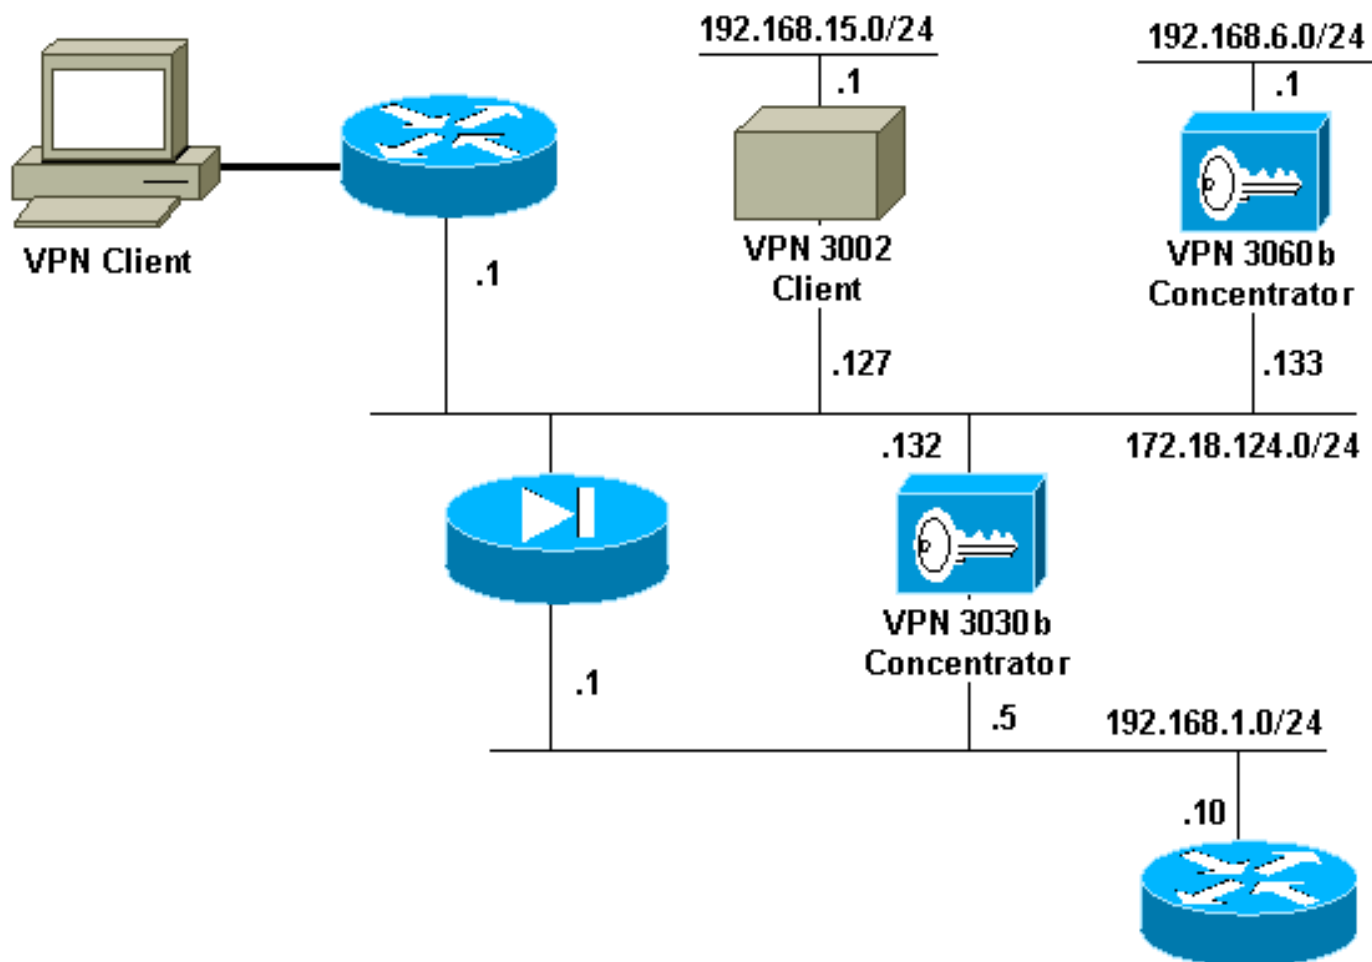 192.168.15.0/24
192.168.6.0/24
.1
.1
VPN Client
.1
VPN 3002
Client
VPN 3060b
Concentrator
.127
.133
.132
172.18.124.0/24
VPN 3030b
Concentrator
.1
.5
192.168.1.0/24
.10